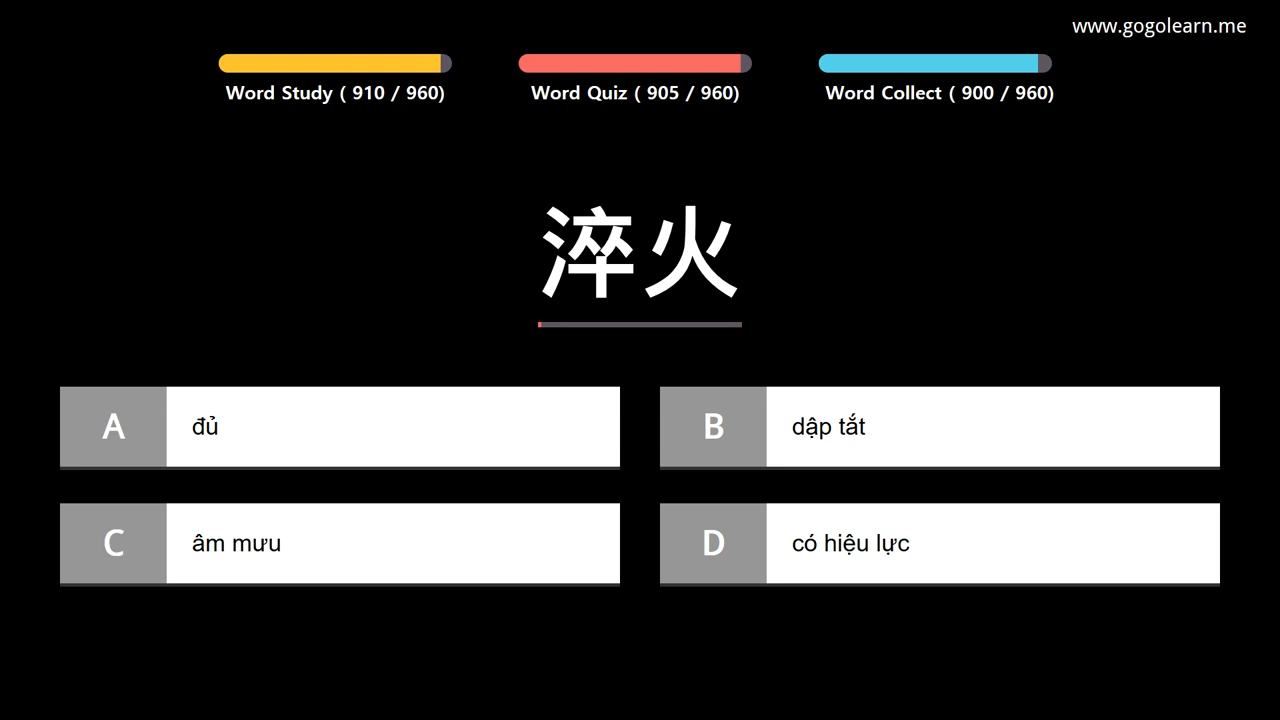 www.gogolearn.me
Word Study ( 910 / 960)
Word Quiz ( 905 / 960)
Word Collect ( 900 / 960)
淬火
A đủ
B dập tắt
C âm mưu
D có hiệu lực